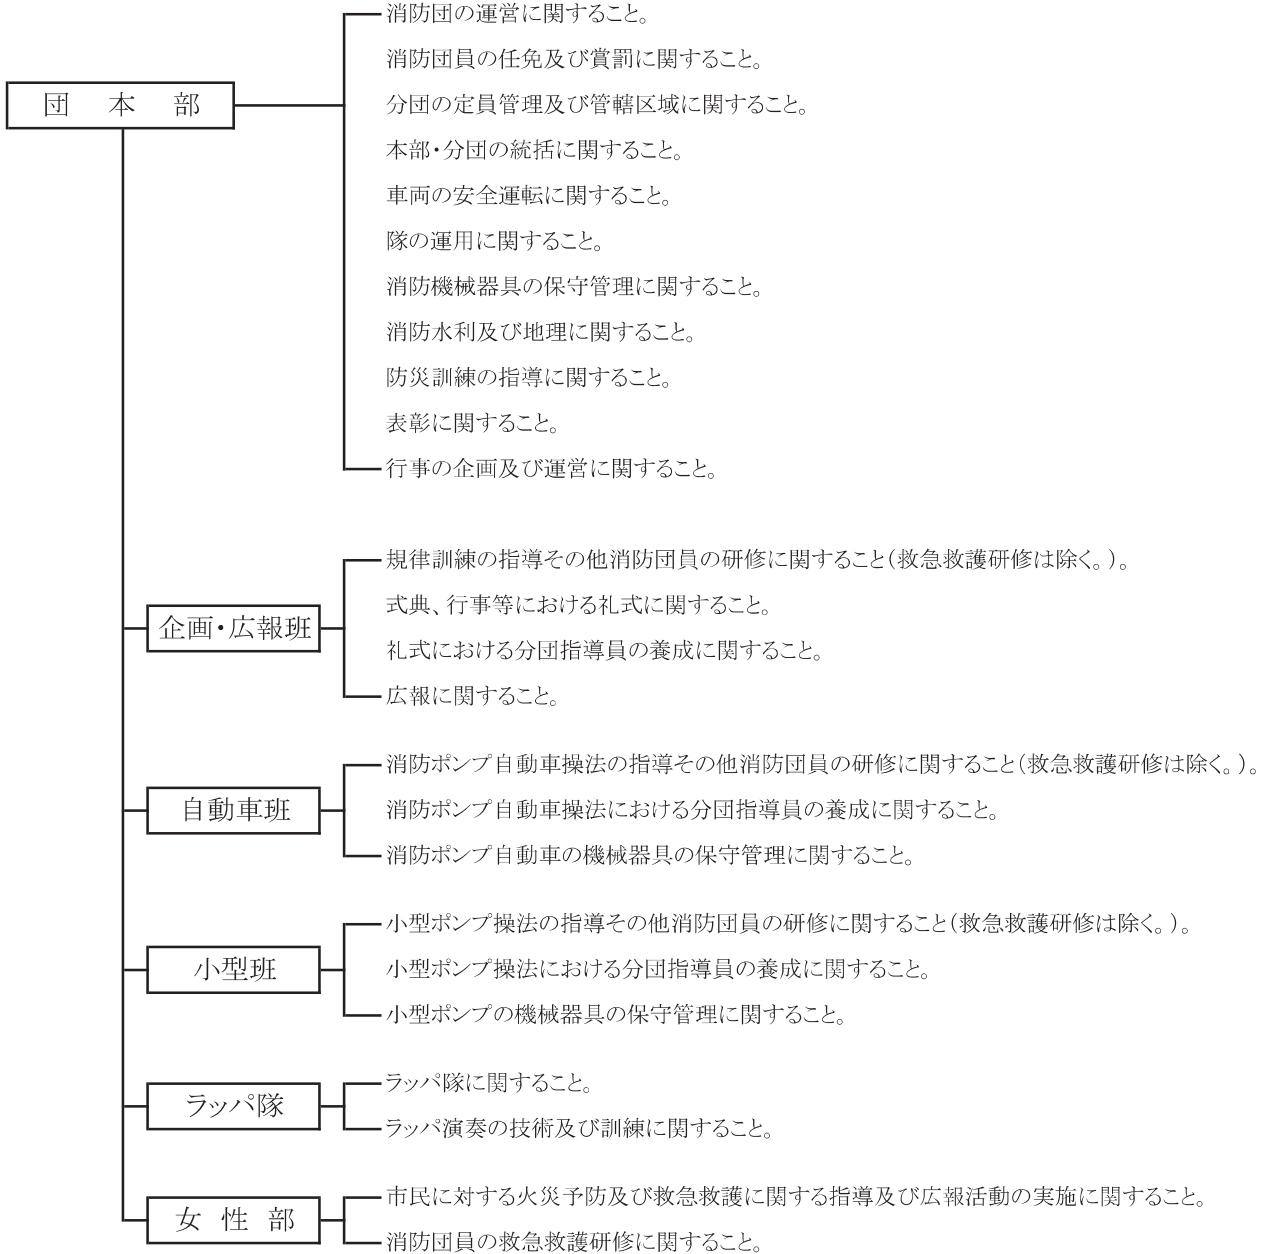 団本部
消防団の運営に関すること。
消防団員の任免及び賞罰に関すること。
分団の定員管理及び管轄区域に関すること。
本部・分団の統括に関すること。
車両の安全運転に関すること。
隊の運用に関すること。
消防機械器具の保守管理に関すること。
消防水利及び地理に関すること。
防災訓練の指導に関すること。
表彰に関すること。
行事の企画及び運営に関すること。
企画・広報班
規律訓練の指導その他消防団員の研修に関すること(救急救護研修は除く。)。
式典、行事等における礼式に関すること。
礼式における分団指導員の養成に関すること。
広報に関すること。
自動車班
消防ポンプ自動車操法の指導その他消防団員の研修に関すること(救急救護研修は除く。)。
消防ポンプ自動車操法における分団指導員の養成に関すること。
消防ポンプ自動車の機械器具の保守管理に関すること。
小型班
小型ポンプ操法の指導その他消防団員の研修に関すること(救急救護研修は除く。)。
小型ポンプ操法における分団指導員の養成に関すること。
小型ポンプの機械器具の保守管理に関すること。
ラッパ隊
ラッパ隊に関すること。
ラッパ演奏の技術及び訓練に関すること。
女性部
市民に対する火災予防及び救急救護に関する指導及び広報活動の実施に関すること。
消防団員の救急救護研修に関すること。